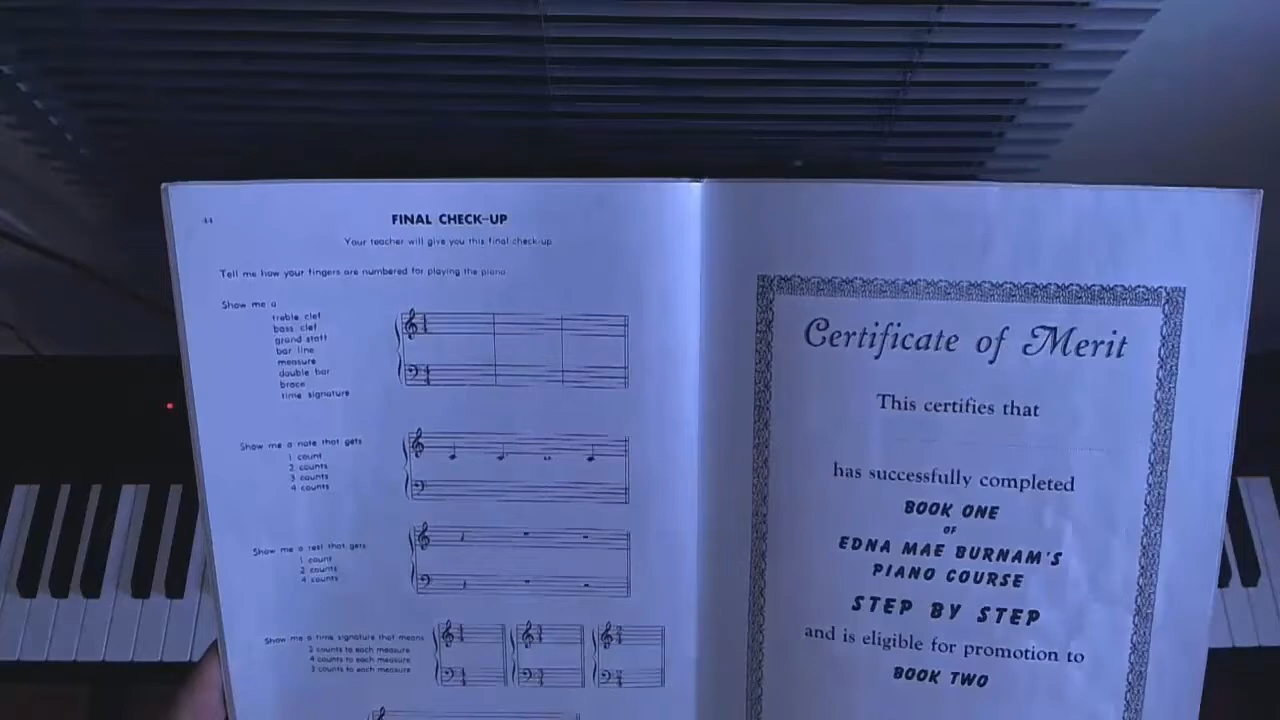 44
FINAL CHECK-UP
Your teacher will give you this final check-up
Tell me how your fingers are numbered for playing the piano
Show me a
treble clef
bass clef
grand staff
bar line
measure
double bar
brace
time signature
Show me a note that gets
1 count
2 counts
3 counts
4 counts
Show me a rest that gets
1 count
2 counts
4 counts
Show me a time signature that means
2 counts to each measure
4 counts to each measure
3 counts to each measure
Certificate of Merit
This certifies that
has successfully completed
BOOK ONE
OF
EDNA MAE BURNAM'S
PIANO COURSE
STEP BY STEP
and is eligible for promotion to
BOOK TWO